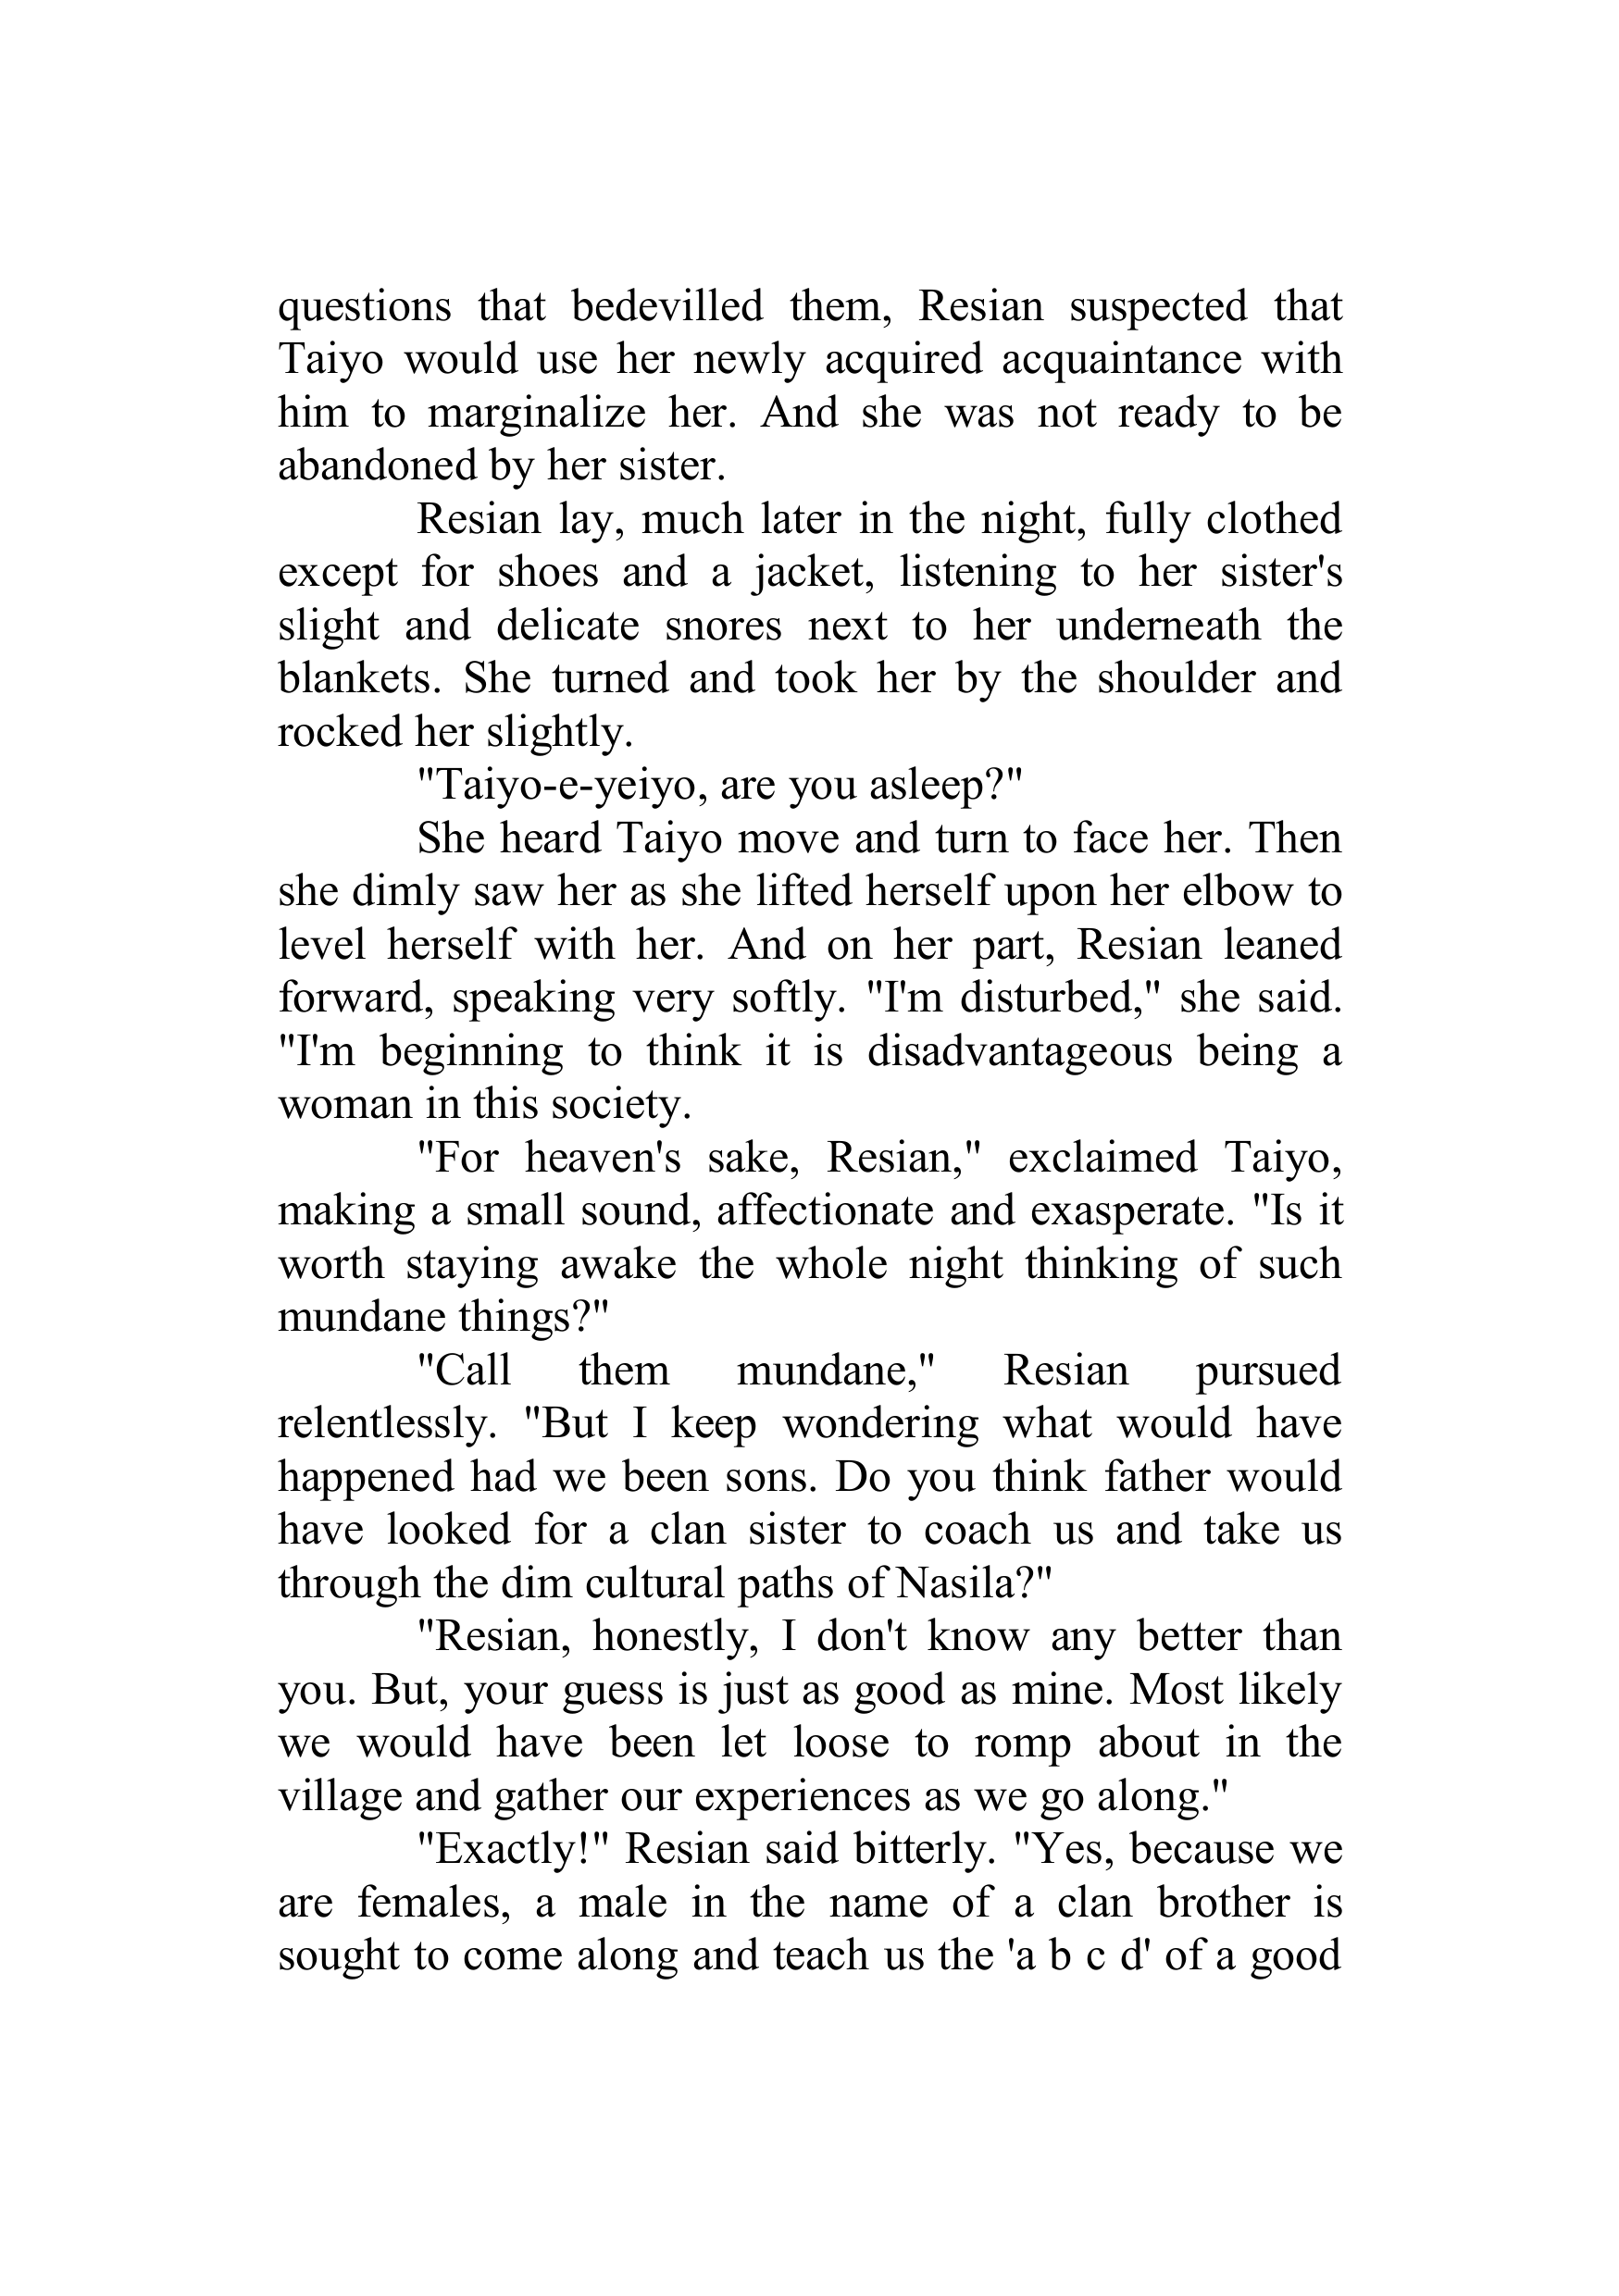 questions that bedevilled them, Resian suspected that
Taiyo would use her newly acquired acquaintance with
him to marginalize her. And she was not ready to be
abandoned by her sister.
Resian lay, much later in the night, fully clothed
except for shoes and a jacket, listening to her sister's
slight and delicate snores next to her underneath the
blankets. She turned and took her by the shoulder and
rocked her slightly.
"Taiyo-e-yeiyo, are you asleep?"
She heard Taiyo move and turn to face her. Then
she dimly saw her as she lifted herself upon her elbow to
level herself with her. And on her part, Resian leaned
forward, speaking very softly. "I'm disturbed," she said.
"I'm beginning to think it is disadvantageous being a
woman in this society.
"For heaven's sake, Resian," exclaimed Taiyo,
making a small sound, affectionate and exasperate. "Is it
worth staying awake the whole night thinking of such
mundane things?"
"Call them mundane," Resian pursued
relentlessly. "But I keep wondering what would have
happened had we been sons. Do you think father would
have looked for a clan sister to coach us and take us
through the dim cultural paths of Nasila?"
"Resian, honestly, I don't know any better than
you. But, your guess is just as good as mine. Most likely
we would have been let loose to romp about in the
village and gather our experiences as we go along."
"Exactly!" Resian said bitterly. "Yes, because we
are females, a male in the name of a clan brother is
sought to come along and teach us the 'a b c d' of a good